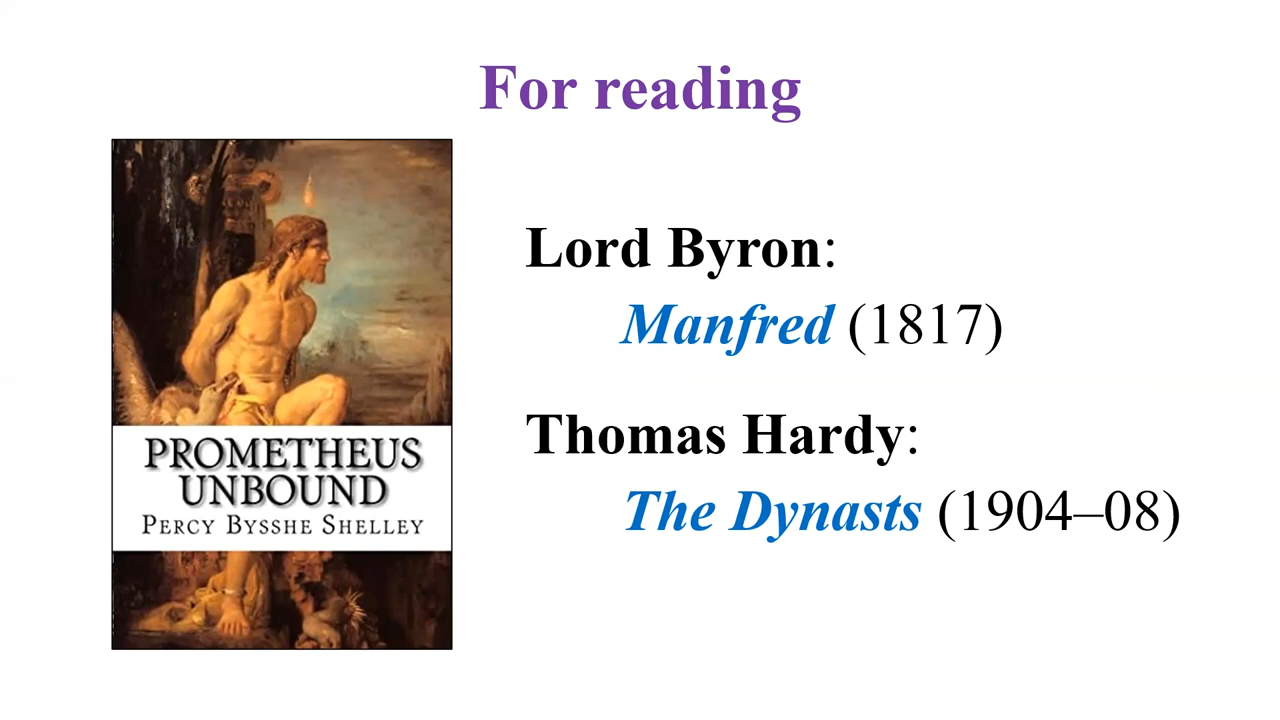 For reading
PROMETHEUS
UNBOUND
PERCY BYSSHE SHELLEY
Lord Byron:
Manfred (1817)
Thomas Hardy:
The Dynasts (1904–08)